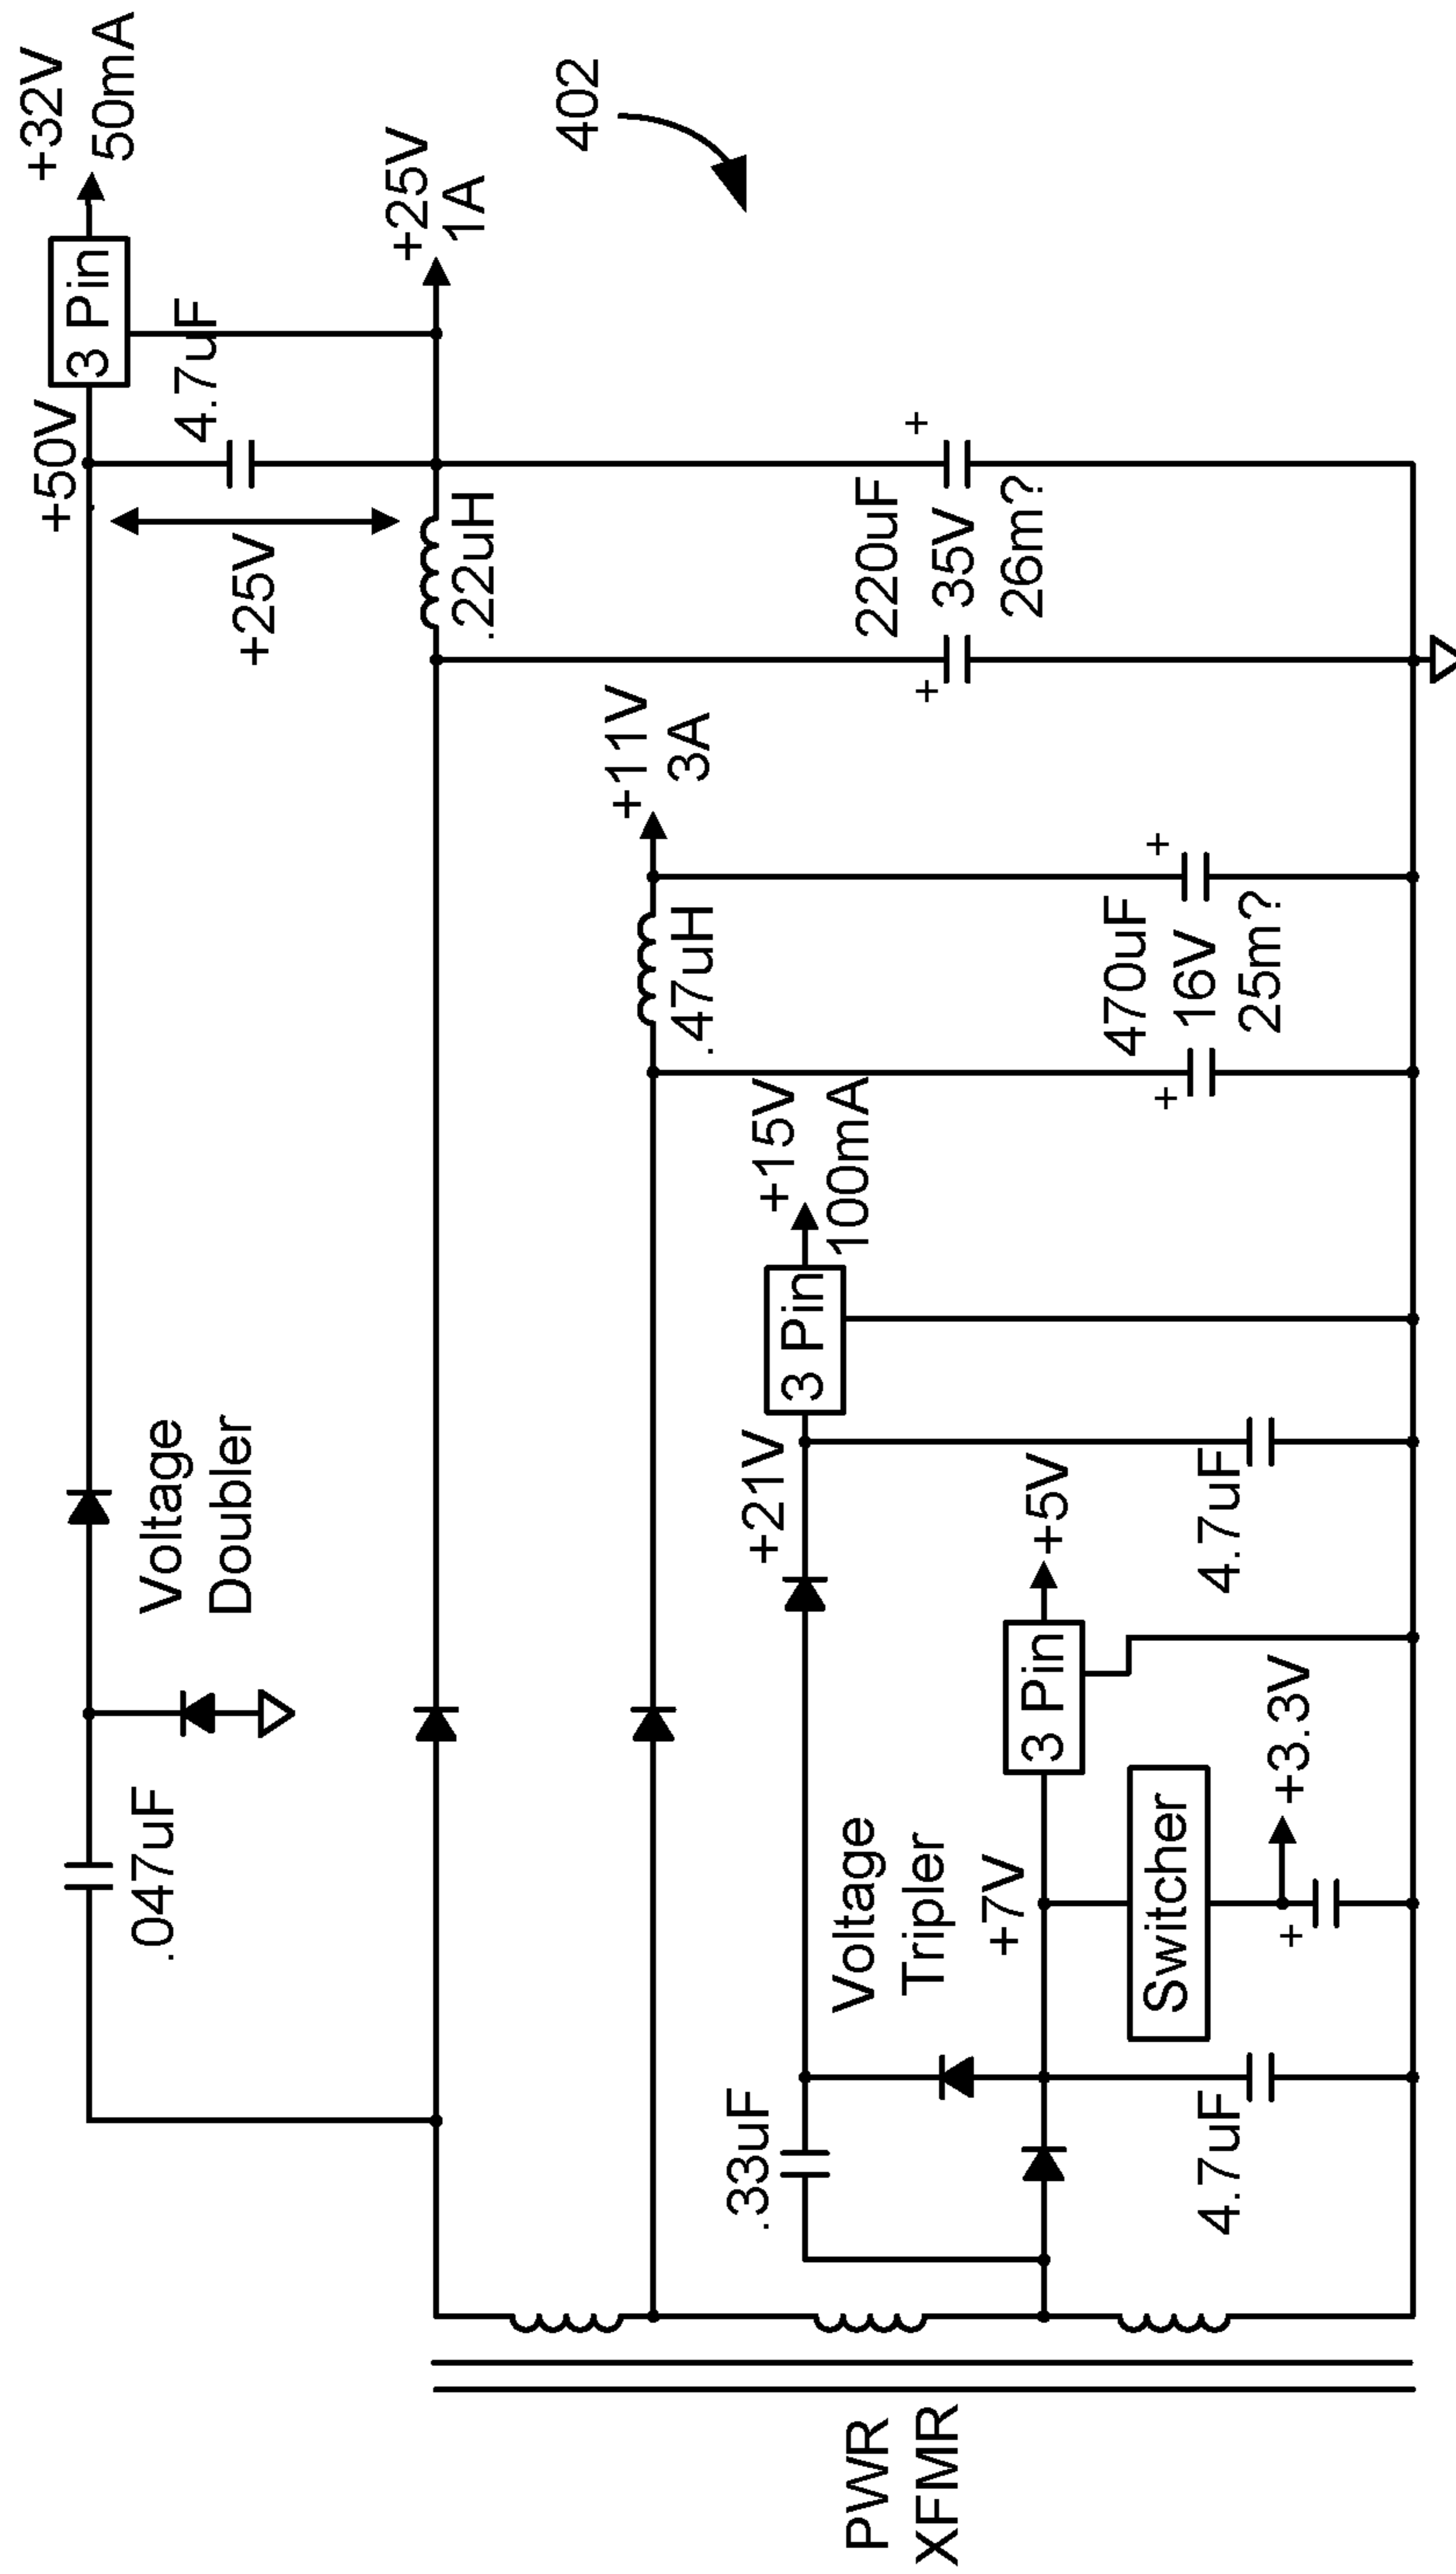 +32V
50mA
3 Pin
+50V
4.7uF
+25V
.22uH
+25V
1A
402
Voltage
Doubler
.047uF
220uF
35V
26m?
+
+
+11V
3A
.47uH
470uF
16V
25m?
+
+
+15V
100mA
3 Pin
+21V
4.7uF
+5V
3 Pin
+3.3V
Voltage
Tripler
+7V
Switcher
+
.33uF
4.7uF
PWR
XFMR